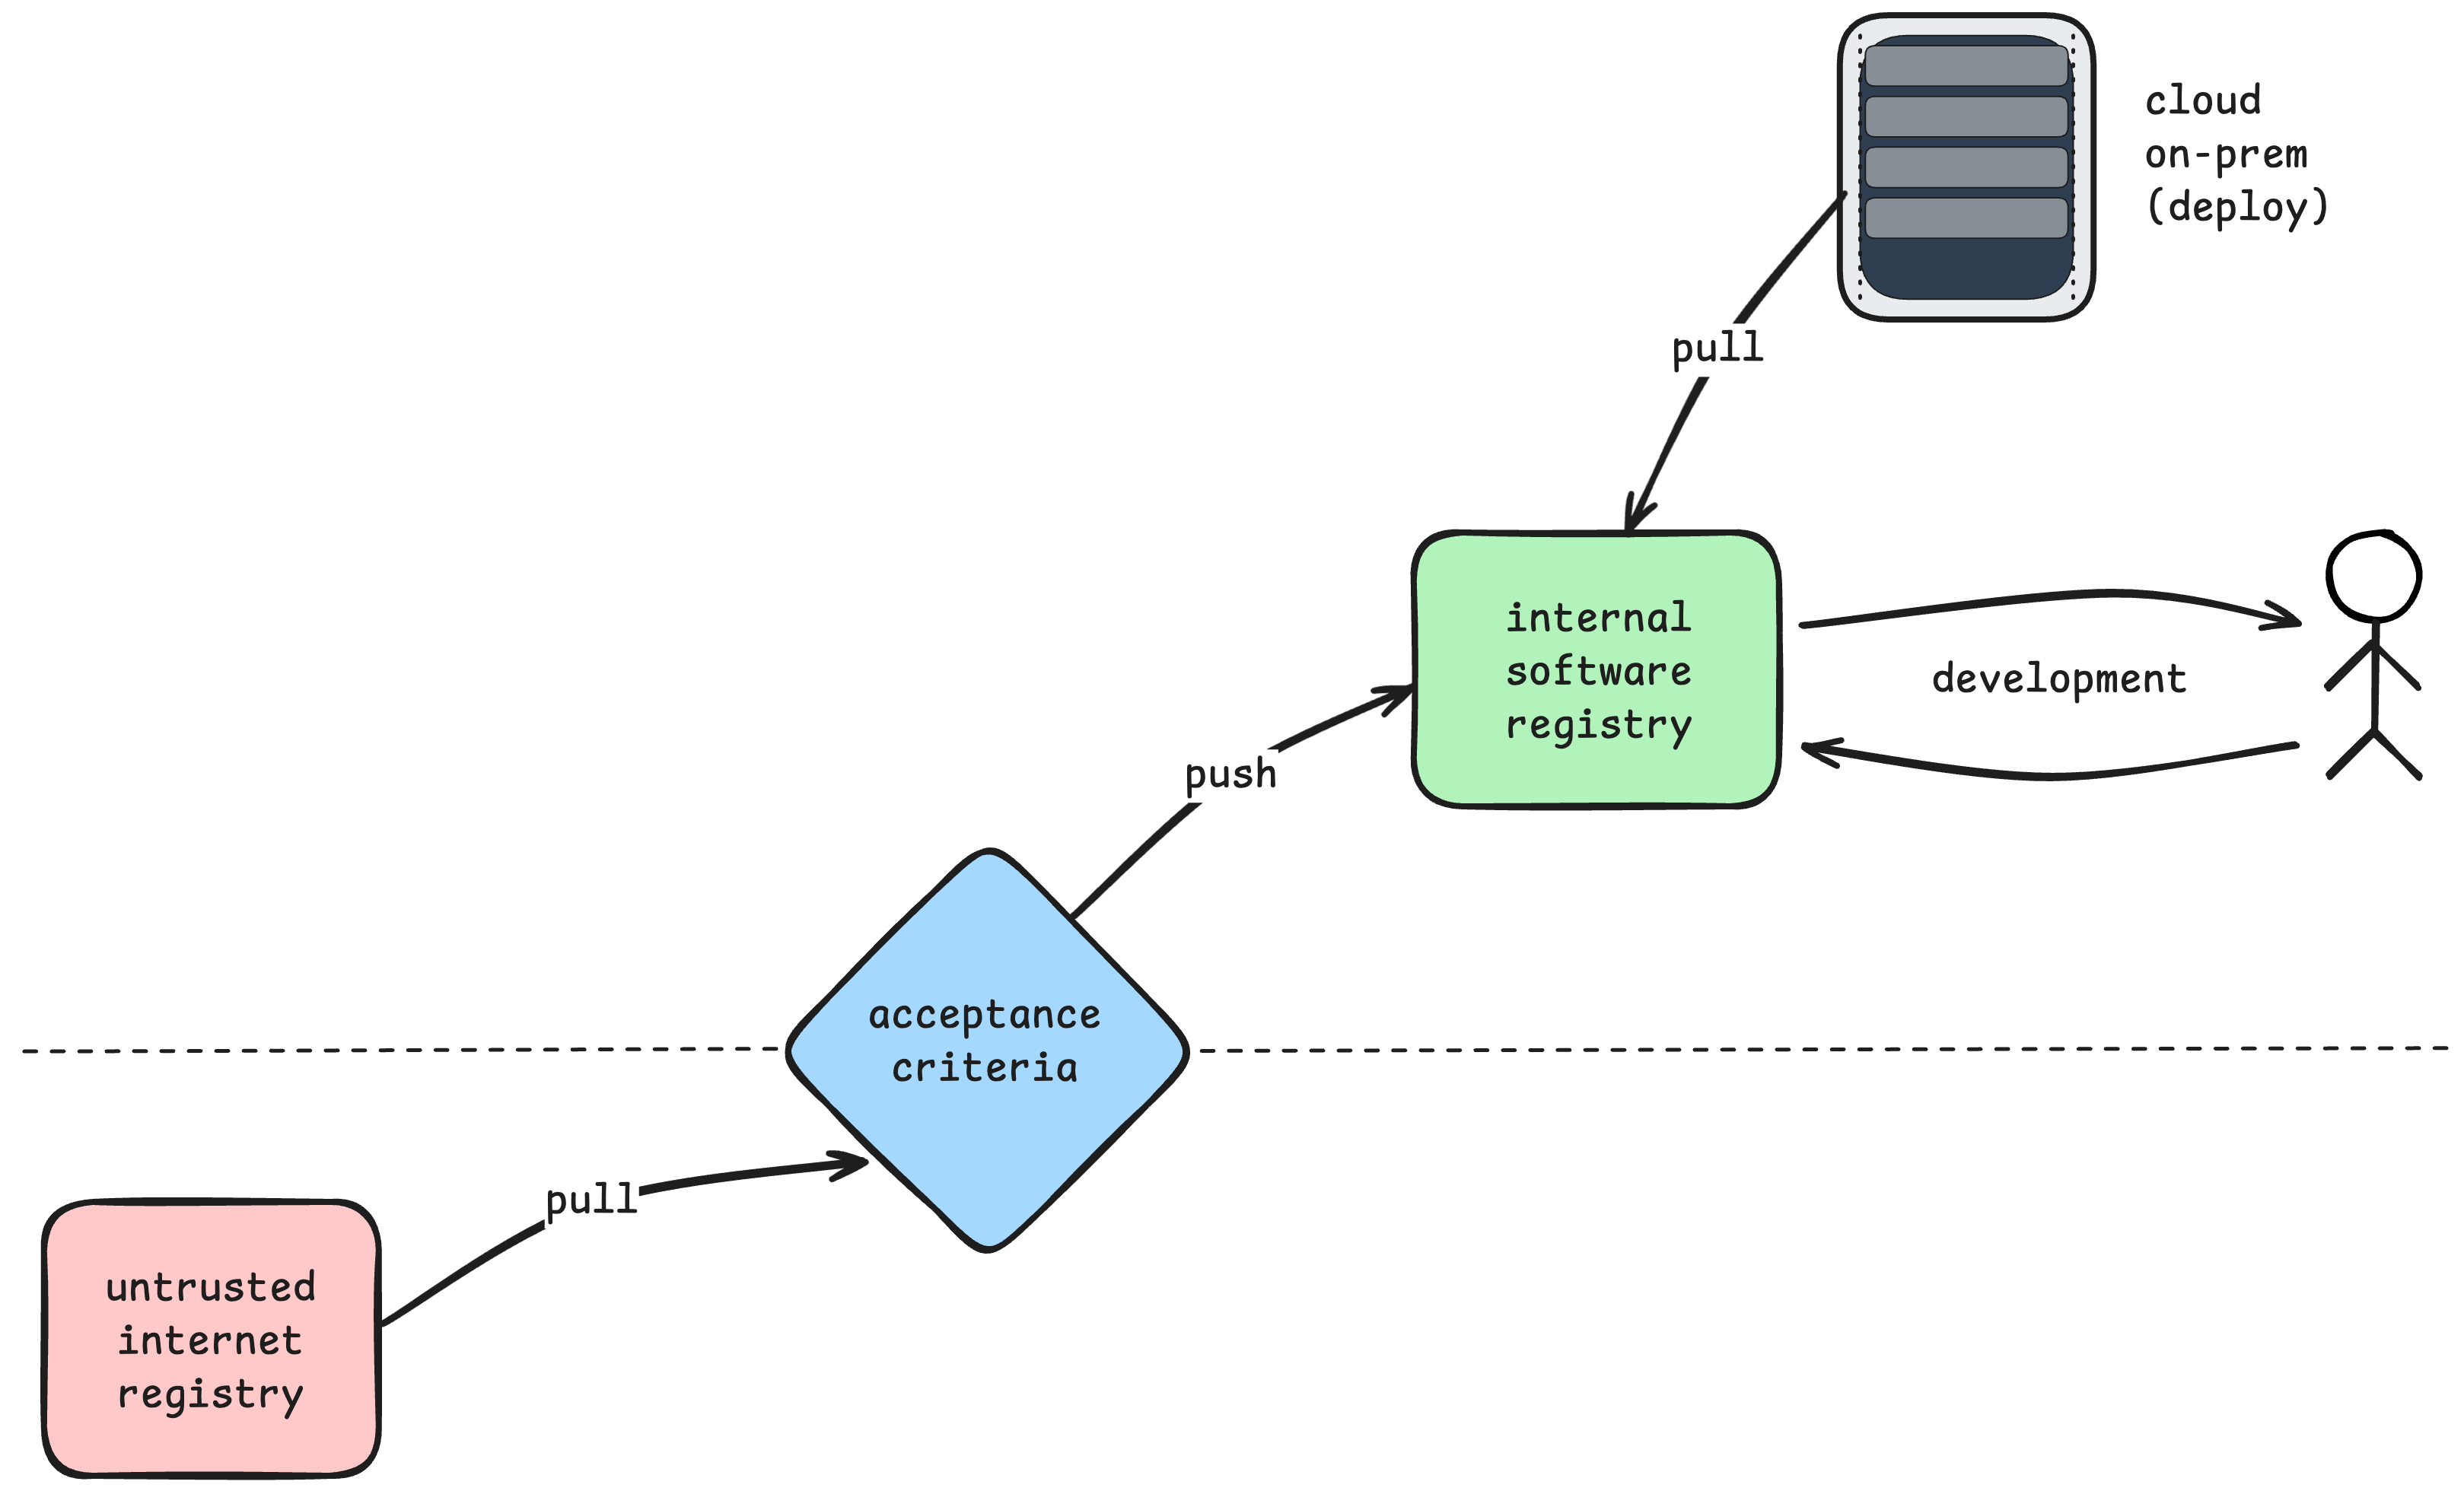 cloud
on-prem
(deploy)
pull
internal
software
registry
development
push
acceptance
criteria
pull
untrusted
internet
registry